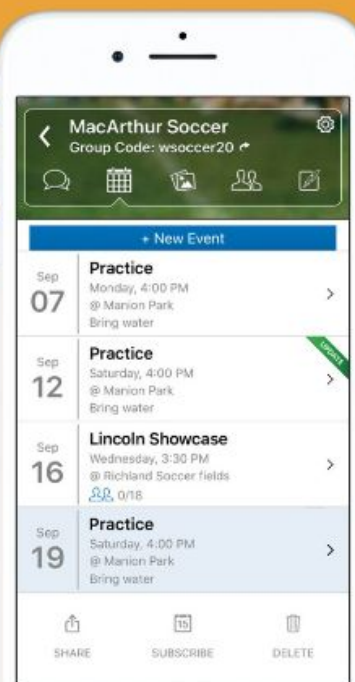 MacArthur Soccer
Group Code: wsoccer20
+ New Event
Sep
07
Practice
Monday, 4:00 PM
@ Manion Park
Bring water
Sep
12
Practice
Saturday, 4:00 PM
@ Manion Park
Bring water
UPDATE
Sep
16
Lincoln Showcase
Wednesday, 3:30 PM
@ Richland Soccer fields
0/18
Sep
19
Practice
Saturday, 4:00 PM
@ Manion Park
Bring water
15
SHARE SUBSCRIBE DELETE